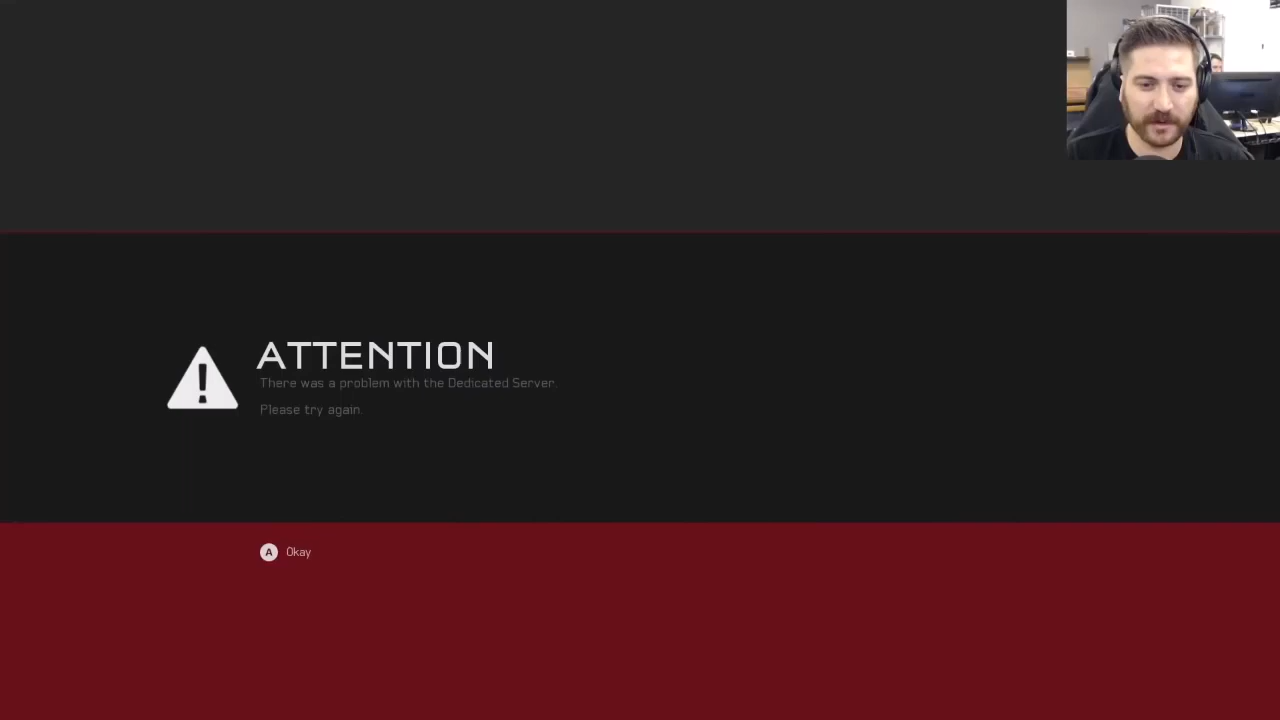 ATTENTION
There was a problem with the Dedicated Server.
Please try again.
A Okay